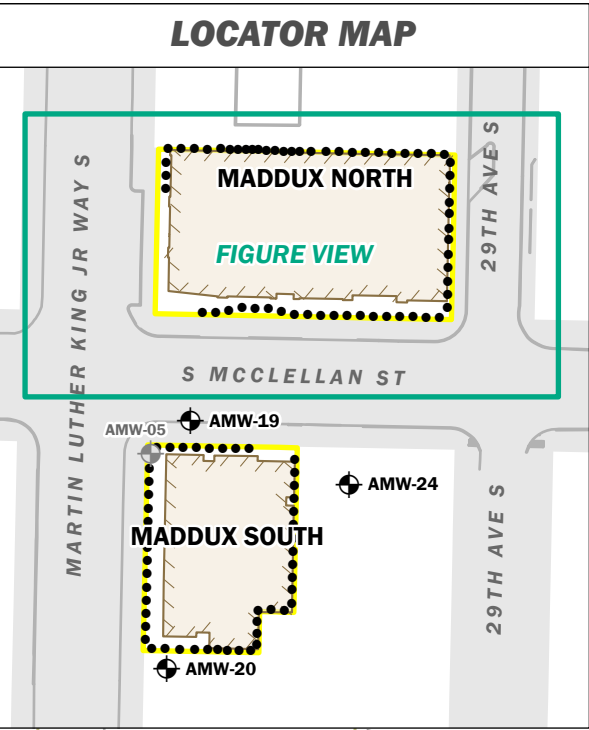 LOCATOR MAP
MARTIN LUTHER KING JR WAY S
29TH AVE S
MADDUX NORTH
FIGURE VIEW
S MCCLELLAN ST
AMW-19
AMW-05
AMW-24
MADDUX SOUTH
29TH AVE S
AMW-20